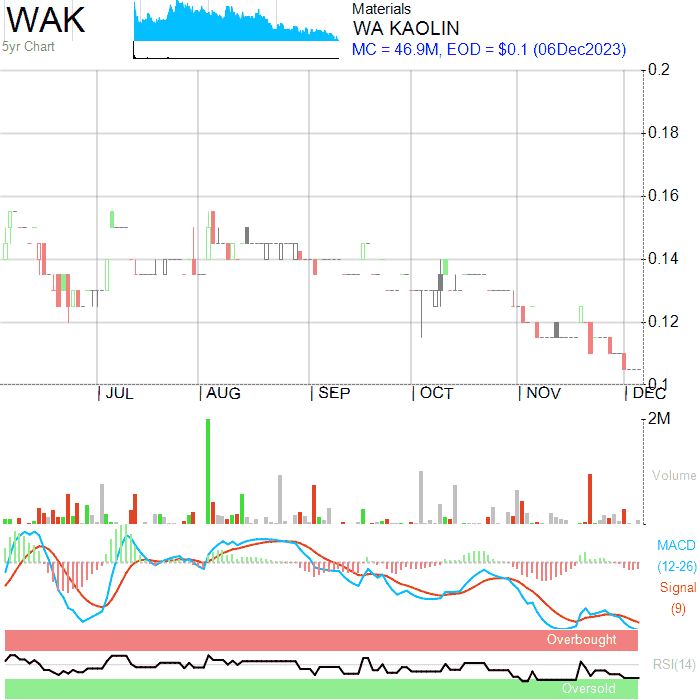 WAK
5yr Chart
Materials
WA KAOLIN
MC = 46.9M, EOD = $0.1 (06Dec2023)
0.2
0.18
0.16
0.14
0.12
0.1
JUL AUG SEP OCT NOV DEC
2M
Volume
MACD
(12-26)
Signal
(9)
Overbought
RSI(14)
Oversold